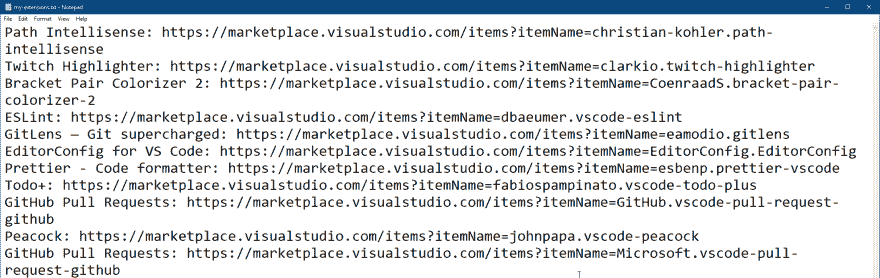 my-extensions.txt - Notepad
File Edit Format View Help
Path Intellisense: https://marketplace.visualstudio.com/items?itemName=christian-kohler.path-
intellisense
Twitch Highlighter: https://marketplace.visualstudio.com/items?itemName=clarkio.twitch-highlighter
Bracket Pair Colorizer 2: https://marketplace.visualstudio.com/items?itemName=CoenraadS.bracket-pair-
colorizer-2
ESLint: https://marketplace.visualstudio.com/items?itemName=dbaeumer.vscode-eslint
GitLens — Git supercharged: https://marketplace.visualstudio.com/items?itemName=eamodio.gitlens
EditorConfig for VS Code: https://marketplace.visualstudio.com/items?itemName=EditorConfig.EditorConfig
Prettier - Code formatter: https://marketplace.visualstudio.com/items?itemName=esbenp.prettier-vscode
Todo+: https://marketplace.visualstudio.com/items?itemName=fabiospampinato.vscode-todo-plus
GitHub Pull Requests: https://marketplace.visualstudio.com/items?itemName=GitHub.vscode-pull-request-
github
Peacock: https://marketplace.visualstudio.com/items?itemName=johnpapa.vscode-peacock
GitHub Pull Requests: https://marketplace.visualstudio.com/items?itemName=Microsoft.vscode-pull-
request-github